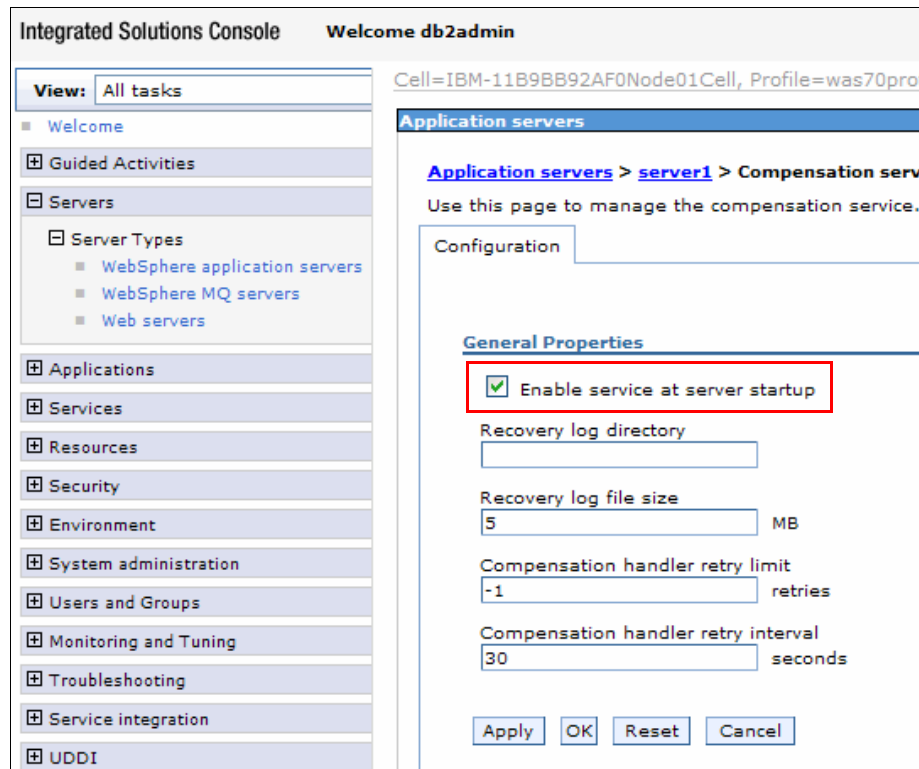 Integrated Solutions Console Welcome db2admin
View: All tasks
Welcome
Guided Activities
Servers
Server Types
WebSphere application servers
WebSphere MQ servers
Web servers
Applications
Services
Resources
Security
Environment
System administration
Users and Groups
Monitoring and Tuning
Troubleshooting
Service integration
UDDI
Cell=IBM-11B9BB92AF0Node01Cell, Profile=was70pro
Application servers
Application servers > server1 > Compensation serv
Use this page to manage the compensation service.
Configuration
General Properties
Enable service at server startup
Recovery log directory
Recovery log file size
5 MB
Compensation handler retry limit
-1 retries
Compensation handler retry interval
30 seconds
Apply OK Reset Cancel